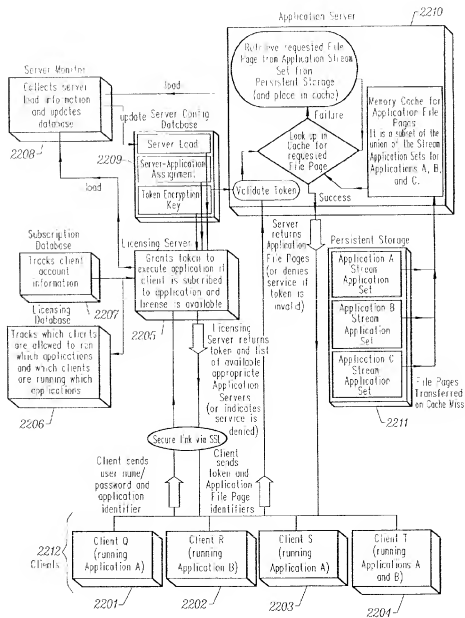 Application Server
2210
Retrieve requested File
Page from Application Stream
Set from
Persistent Storage
(and place in cache)
Failure
Look up in
Cache for
requested
File Page
Success
Memory Cache for
Application File
Pages
It is a subset of the
union of the Stream
Application Sets for
Applications A, B,
and C.
Validate Token
Server Monitor
Collects server
load information
and updates
database
2208
load
load
update
Server Config
Database
2209
Server Load
Server-Application
Assignment
Token Encryption
Key
Subscription
Database
Tracks client
account
information
2207
Licensing Server
Grants token to
execute application if
client is subscribed
to application and
license is available
2205
Licensing
Database
Tracks which clients
are allowed to run
which applications
and which clients
are running which
applications
2206
Licensing
Server returns
token and list
of available
appropriate
Application
Servers
(or indicates
service is
denied)
Server
returns
Application
File Pages
(or denies
service if
token is
invalid)
Persistent Storage
Application A
Stream
Application
Set
Application B
Stream
Application
Set
Application C
Stream
Application
Set
2211
File Pages
Transferred
on Cache Miss
Secure link via SSL
Client sends
user name/
password and
application
identifier
Client
sends
token and
Application
File Page
identifiers
2212
Clients
Client Q
(running
Application A)
2201
Client R
(running
Application B)
2202
Client S
(running
Application A)
2203
Client T
(running
Applications A
and B)
2204